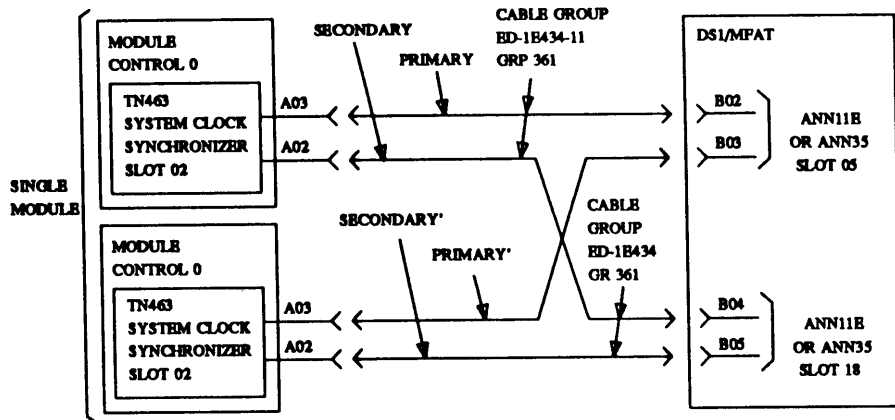 SINGLE
MODULE
MODULE
CONTROL 0
TN463
SYSTEM CLOCK
SYNCHRONIZER
SLOT 02
A03
A02
SECONDARY
PRIMARY
CABLE GROUP
ED-1E434-11
GRP 361
DS1/MFAT
B02
B03
ANN11E
OR ANN35
SLOT 05
MODULE
CONTROL 0
TN463
SYSTEM CLOCK
SYNCHRONIZER
SLOT 02
A03
A02
SECONDARY'
PRIMARY'
CABLE
GROUP
ED-1E434
GR 361
B04
B05
ANN11E
OR ANN35
SLOT 18